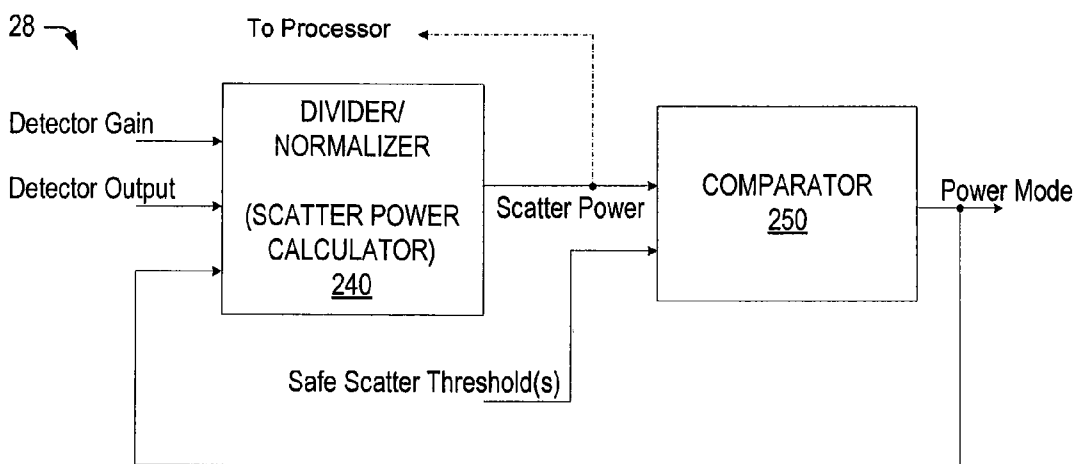 28
To Processor
Detector Gain
Detector Output
DIVIDER/
NORMALIZER
(SCATTER POWER
CALCULATOR)
240
Scatter Power
COMPARATOR
250
Power Mode
Safe Scatter Threshold(s)